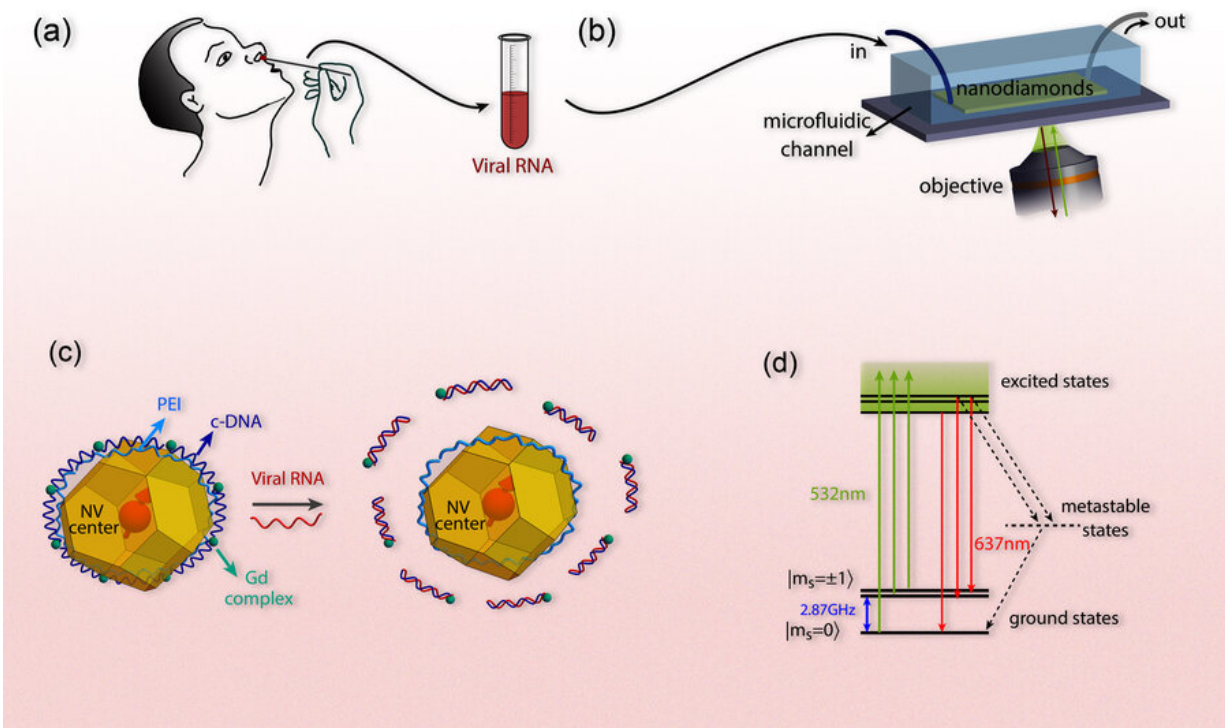 (a)
Viral RNA
(b)
in
out
nanodiamonds
microfluidic
channel
objective
(c)
PEI
c-DNA
NV
center
Gd
complex
Viral RNA
NV
center
(d)
excited states
532nm
metastable
states
637nm
|mₛ=±1⟩
2.87GHz
|mₛ=0⟩
ground states